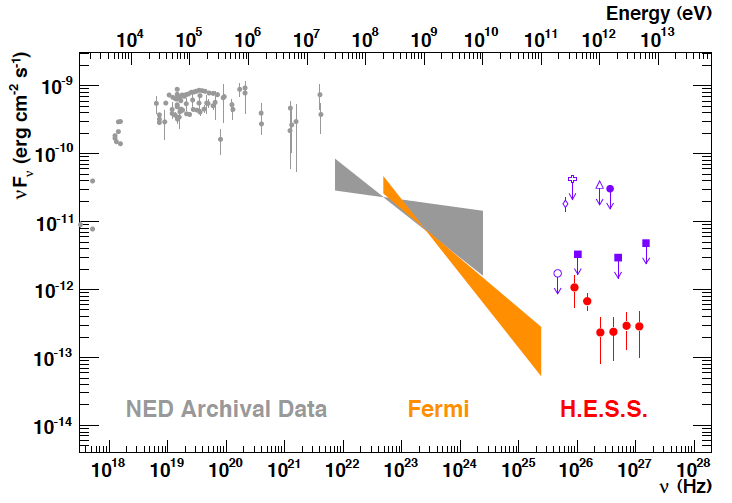 Energy (eV)
10⁴ 10⁵ 10⁶ 10⁷ 10⁸ 10⁹ 10¹⁰ 10¹¹ 10¹² 10¹³
νFν (erg cm⁻² s⁻¹)
10⁻⁹
10⁻¹⁰
10⁻¹¹
10⁻¹²
10⁻¹³
10⁻¹⁴
NED Archival Data Fermi H.E.S.S.
10¹⁸ 10¹⁹ 10²⁰ 10²¹ 10²² 10²³ 10²⁴ 10²⁵ 10²⁶ 10²⁷ 10²⁸
ν (Hz)